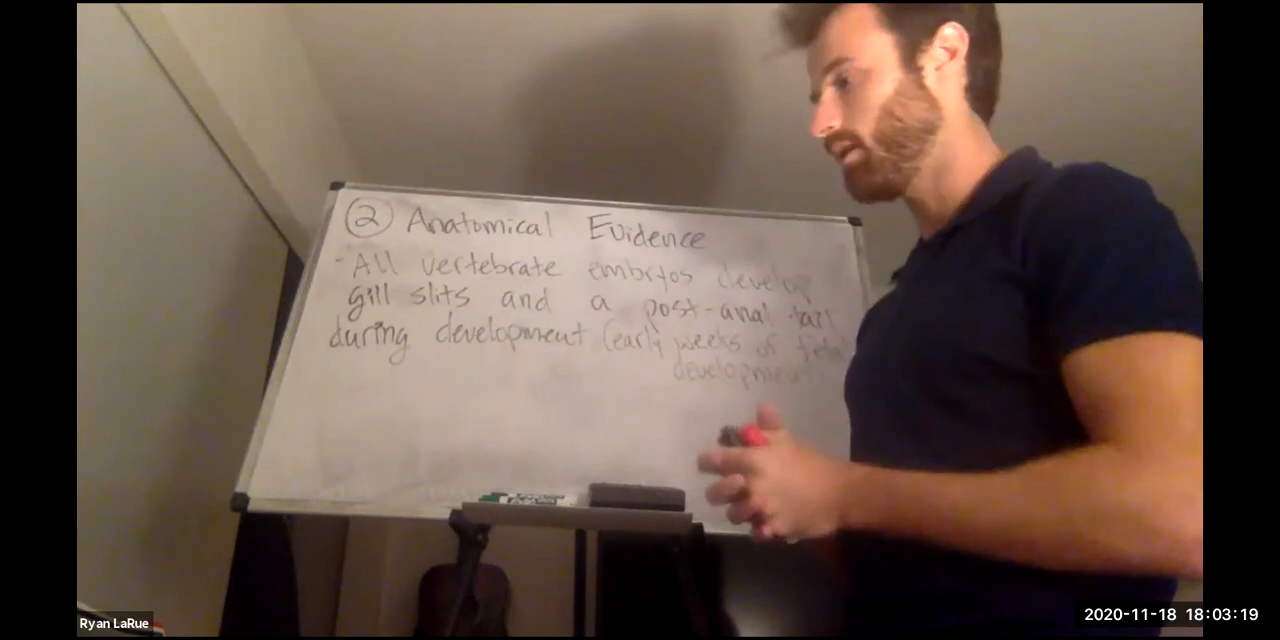 ② Anatomical Evidence
- All vertebrate embryos develop
gill slits and a post-anal tail
during development (early weeks of fetal
development
Ryan LaRue
2020-11-18 18:03:19